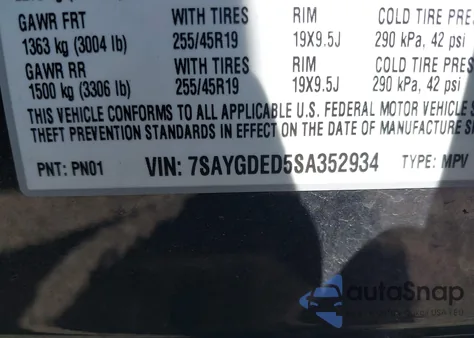 GAWR FRT WITH TIRES RIM COLD TIRE PRES
1363 kg (3004 lb) 255/45R19 19X9.5J 290 kPa, 42 psi
GAWR RR WITH TIRES RIM COLD TIRE PRES
1500 kg (3306 lb) 255/45R19 19X9.5J 290 kPa, 42 psi
THIS VEHICLE CONFORMS TO ALL APPLICABLE U.S. FEDERAL MOTOR VEHICLE
THEFT PREVENTION STANDARDS IN EFFECT ON THE DATE OF MANUFACTURE
PNT: PN01 VIN: 7SAYGDED5SA352934 TYPE: MPV
autoSnap